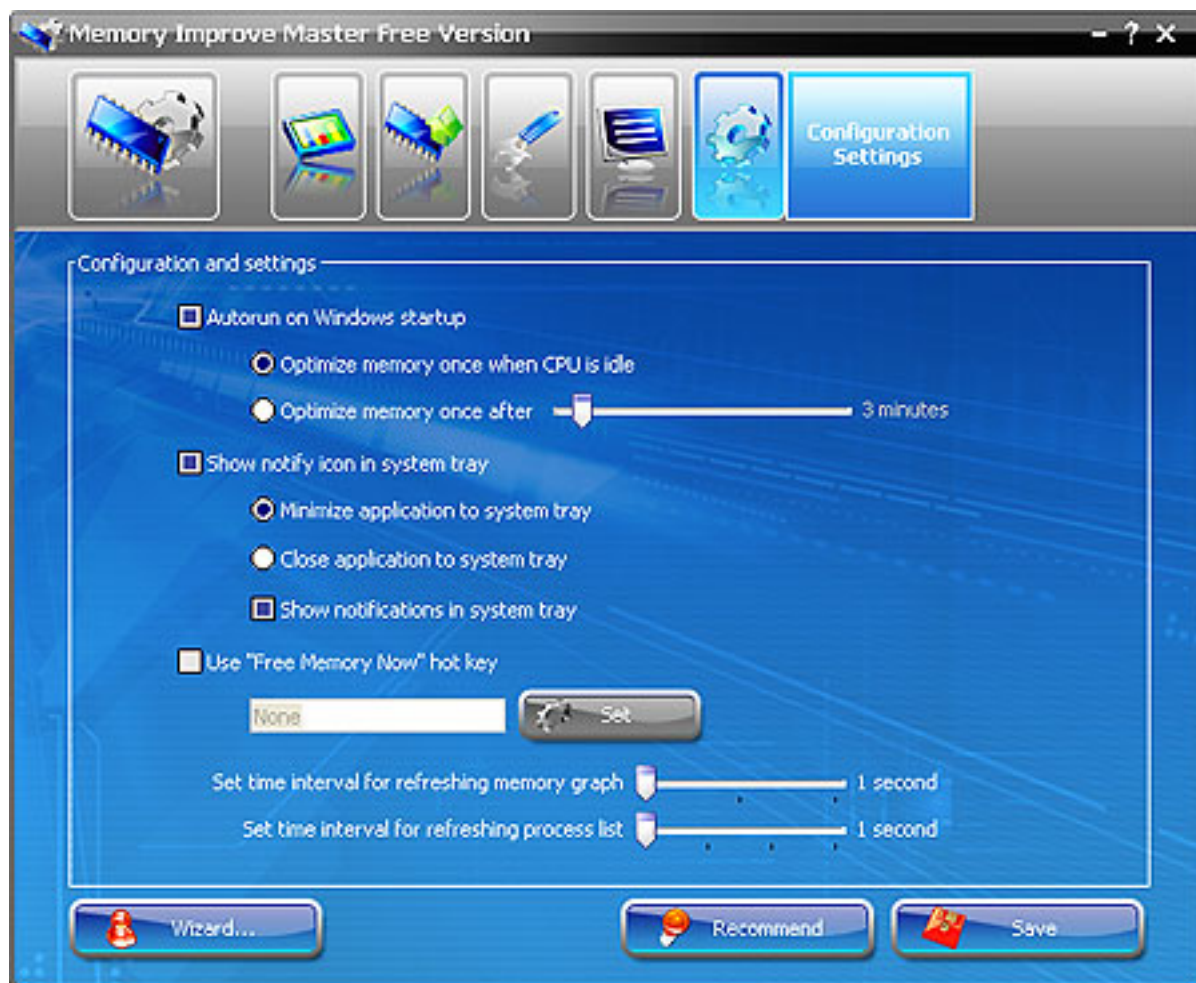 Memory Improve Master Free Version
Configuration
Settings
Configuration and settings
Autorun on Windows startup
Optimize memory once when CPU is idle
Optimize memory once after 3 minutes
Show notify icon in system tray
Minimize application to system tray
Close application to system tray
Show notifications in system tray
Use "Free Memory Now" hot key
None Set
Set time interval for refreshing memory graph 1 second
Set time interval for refreshing process list 1 second
Wizard... Recommend Save